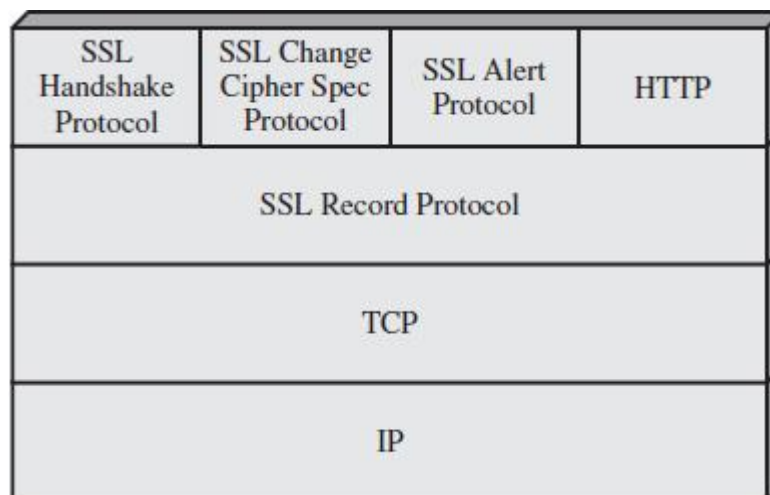 SSL
Handshake
Protocol
SSL Change
Cipher Spec
Protocol
SSL Alert
Protocol
HTTP
SSL Record Protocol
TCP
IP